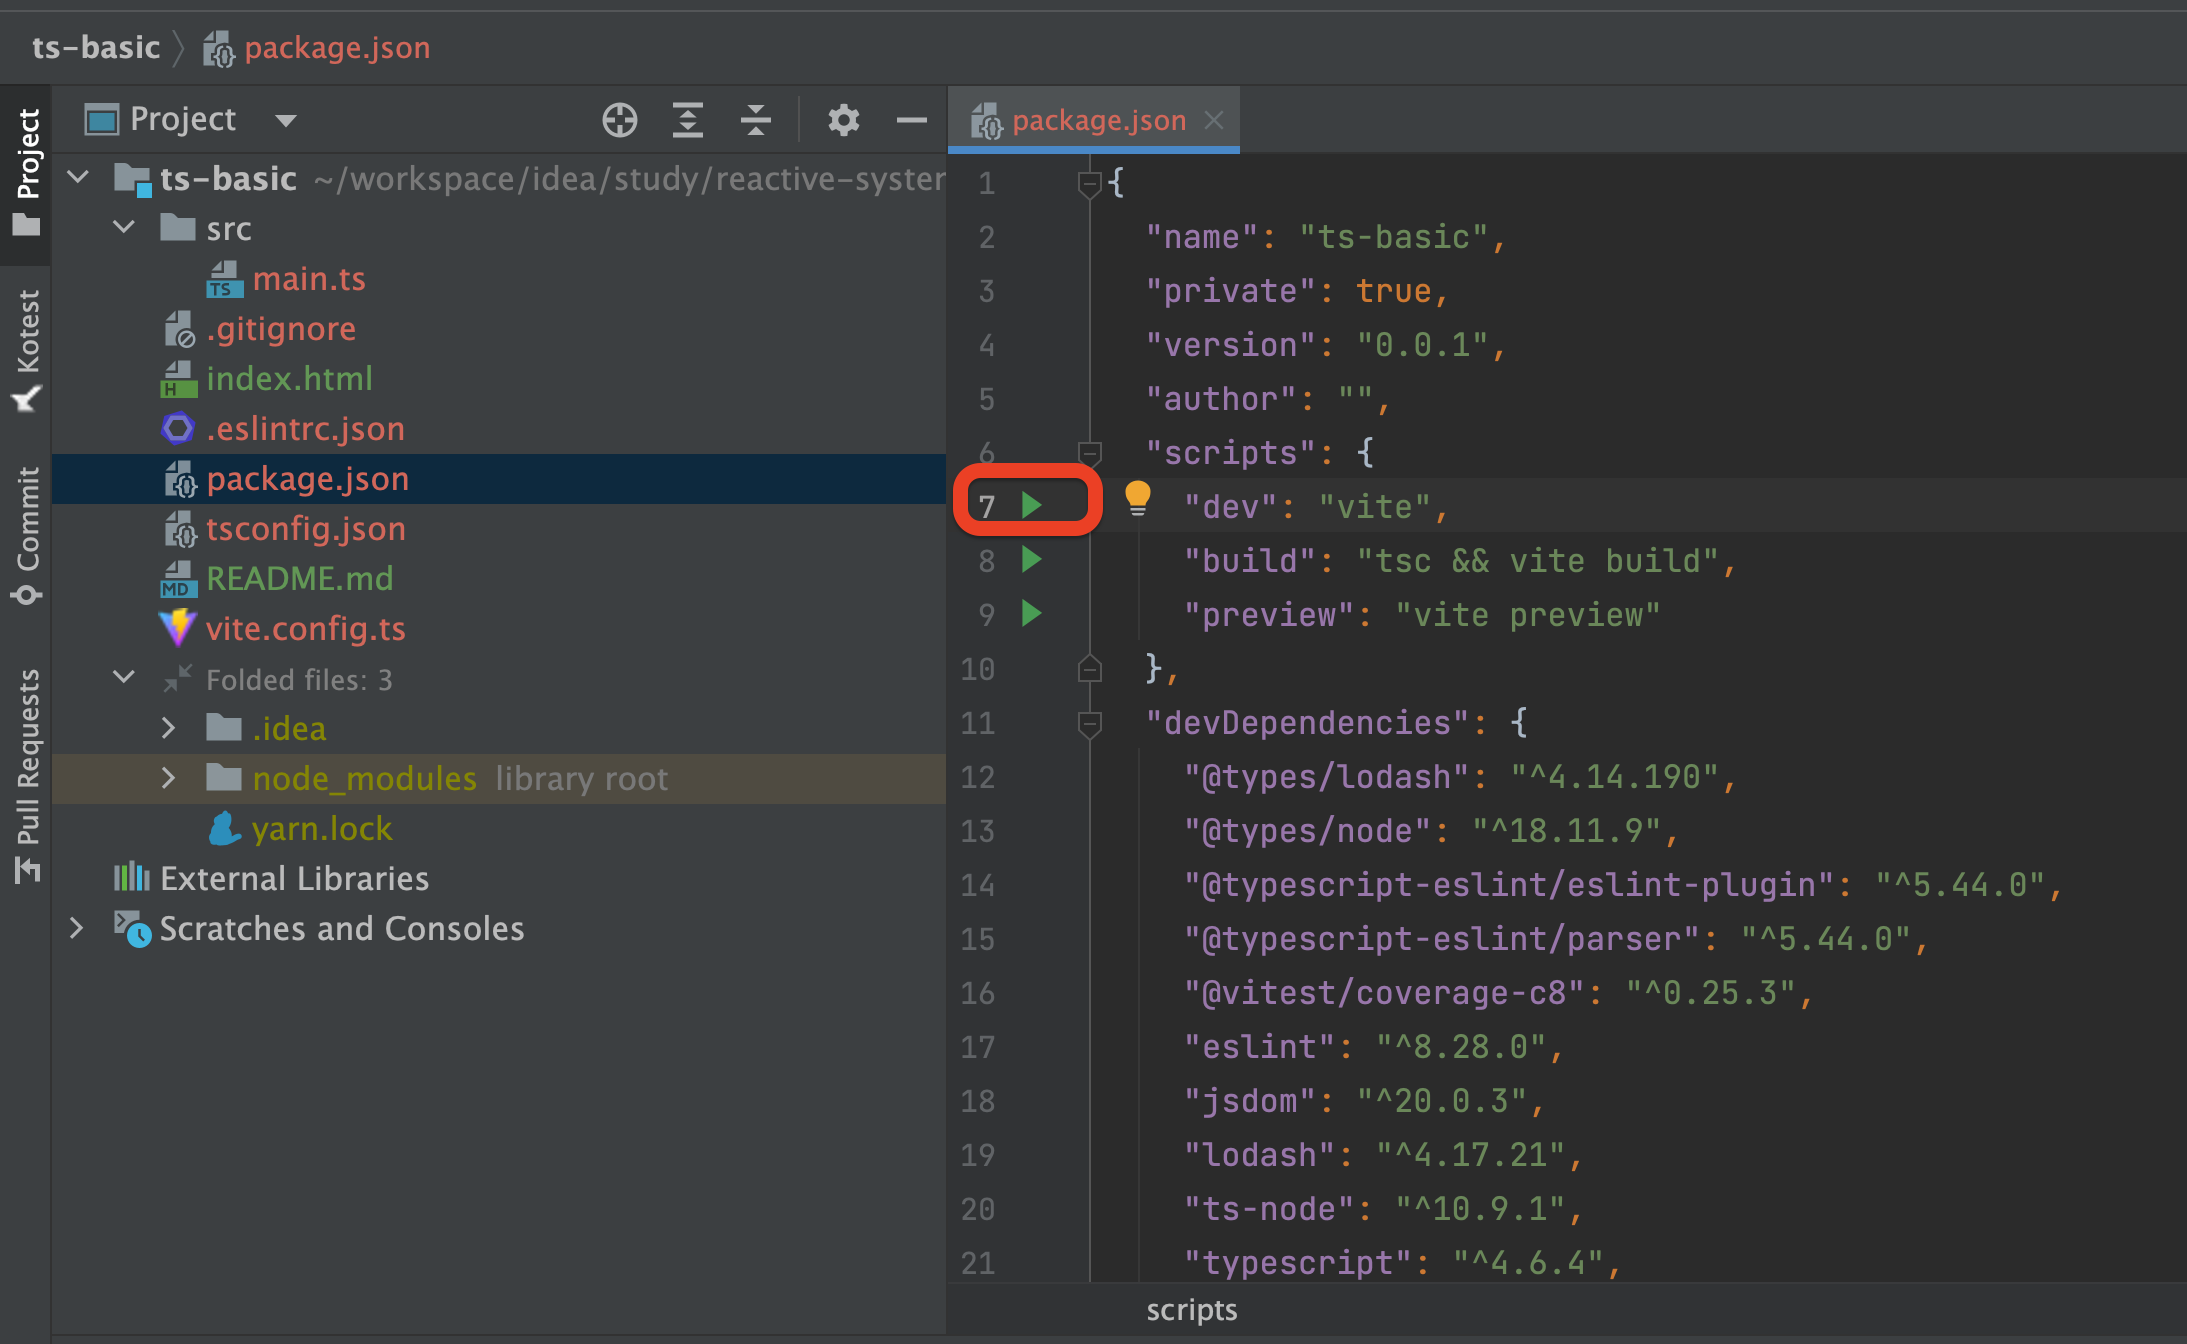 ts-basic package.json
Project
Kotest
Commit
Pull Requests
Project
ts-basic ~/workspace/idea/study/reactive-syster
src
TS main.ts
.gitignore
H index.html
.eslintrc.json
package.json
tsconfig.json
MD README.md
vite.config.ts
Folded files: 3
.idea
node_modules library root
yarn.lock
External Libraries
Scratches and Consoles
package.json
1 {
2 "name": "ts-basic",
3 "private": true,
4 "version": "0.0.1",
5 "author": "",
6 "scripts": {
7 "dev": "vite",
8 "build": "tsc && vite build",
9 "preview": "vite preview"
10 },
11 "devDependencies": {
12 "@types/lodash": "^4.14.190",
13 "@types/node": "^18.11.9",
14 "@typescript-eslint/eslint-plugin": "^5.44.0",
15 "@typescript-eslint/parser": "^5.44.0",
16 "@vitest/coverage-c8": "^0.25.3",
17 "eslint": "^8.28.0",
18 "jsdom": "^20.0.3",
19 "lodash": "^4.17.21",
20 "ts-node": "^10.9.1",
21 "typescript": "^4.6.4",
scripts